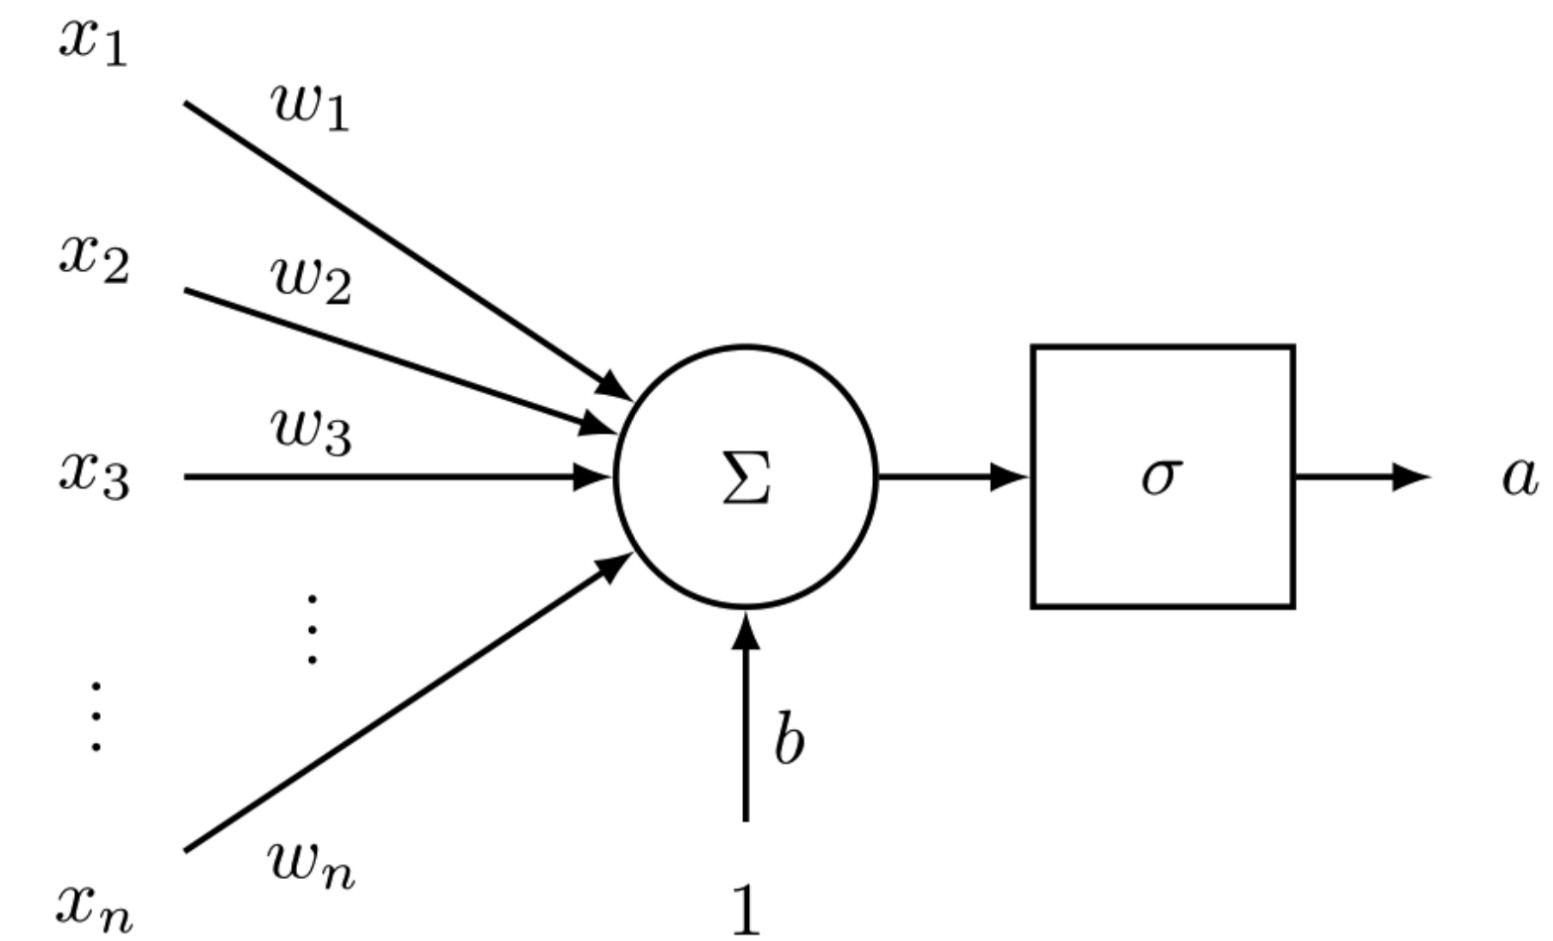 x₁
w₁
x₂
w₂
w₃
x₃
Σ
σ
a
⋮
⋮
b
wₙ
xₙ
1